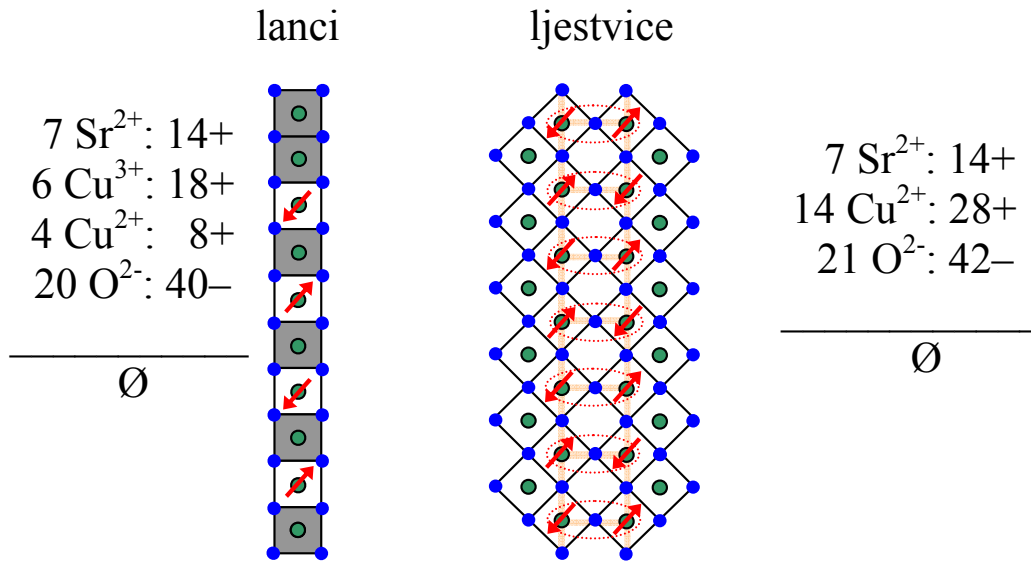 lanci
ljestvice
7 Sr²⁺: 14+
6 Cu³⁺: 18+
4 Cu²⁺: 8+
20 O²⁻: 40–
Ø
7 Sr²⁺: 14+
14 Cu²⁺: 28+
21 O²⁻: 42–
Ø